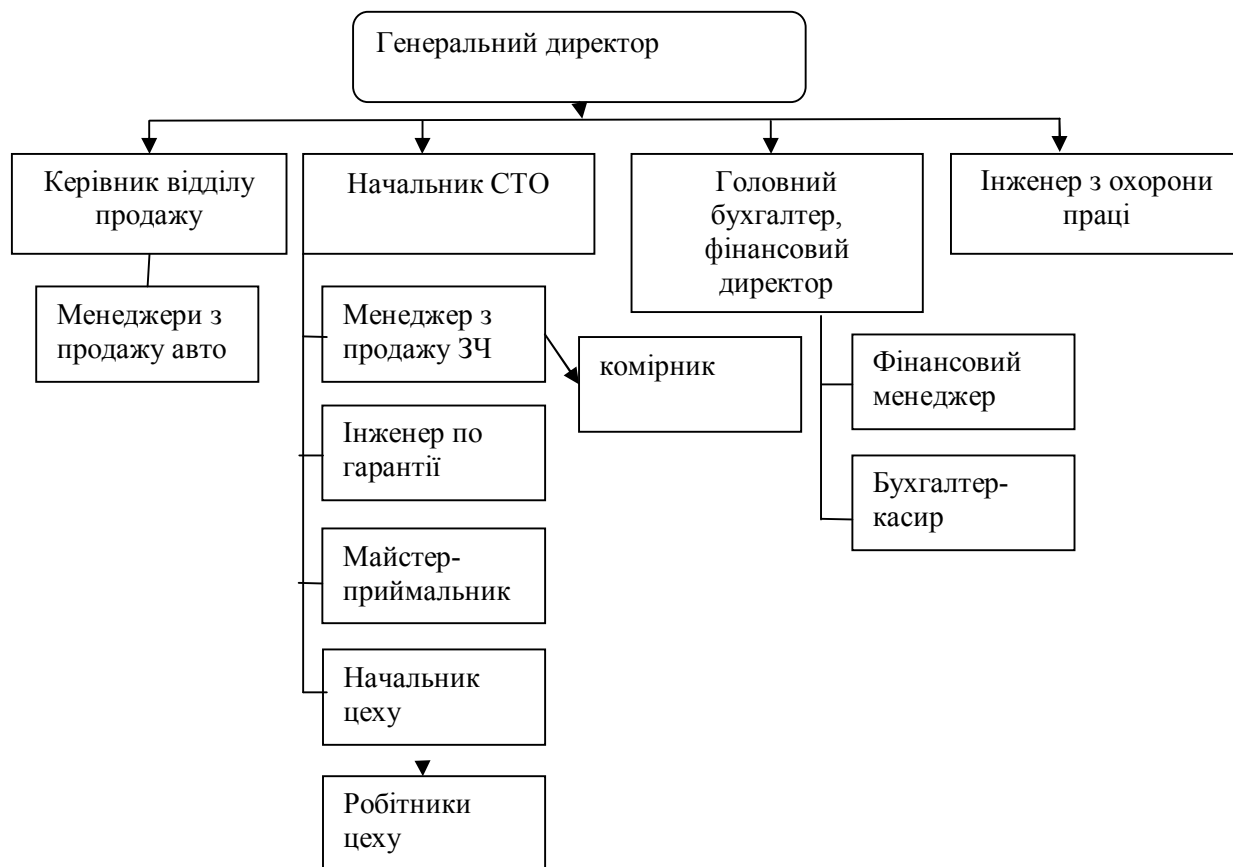 Генеральний директор
Керівник відділу
продажу
Начальник СТО
Головний
бухгалтер,
фінансовий
директор
Інженер з охорони
праці
Менеджери з
продажу авто
Менеджер з
продажу ЗЧ
комірник
Фінансовий
менеджер
Інженер по
гарантії
Бухгалтер-
касир
Майстер-
приймальник
Начальник
цеху
Робітники
цеху